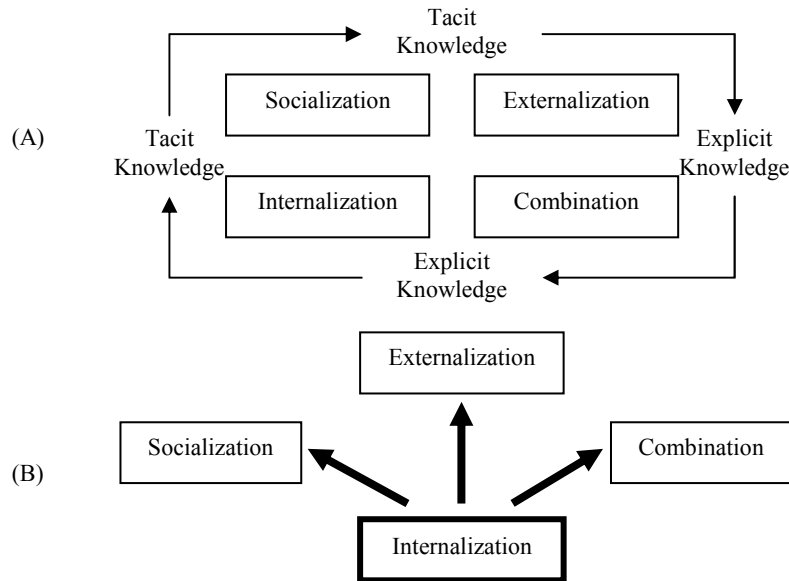 Tacit
Knowledge
Socialization
Externalization
(A)
Tacit
Knowledge
Explicit
Knowledge
Internalization
Combination
Explicit
Knowledge
Externalization
Socialization
Combination
(B)
Internalization